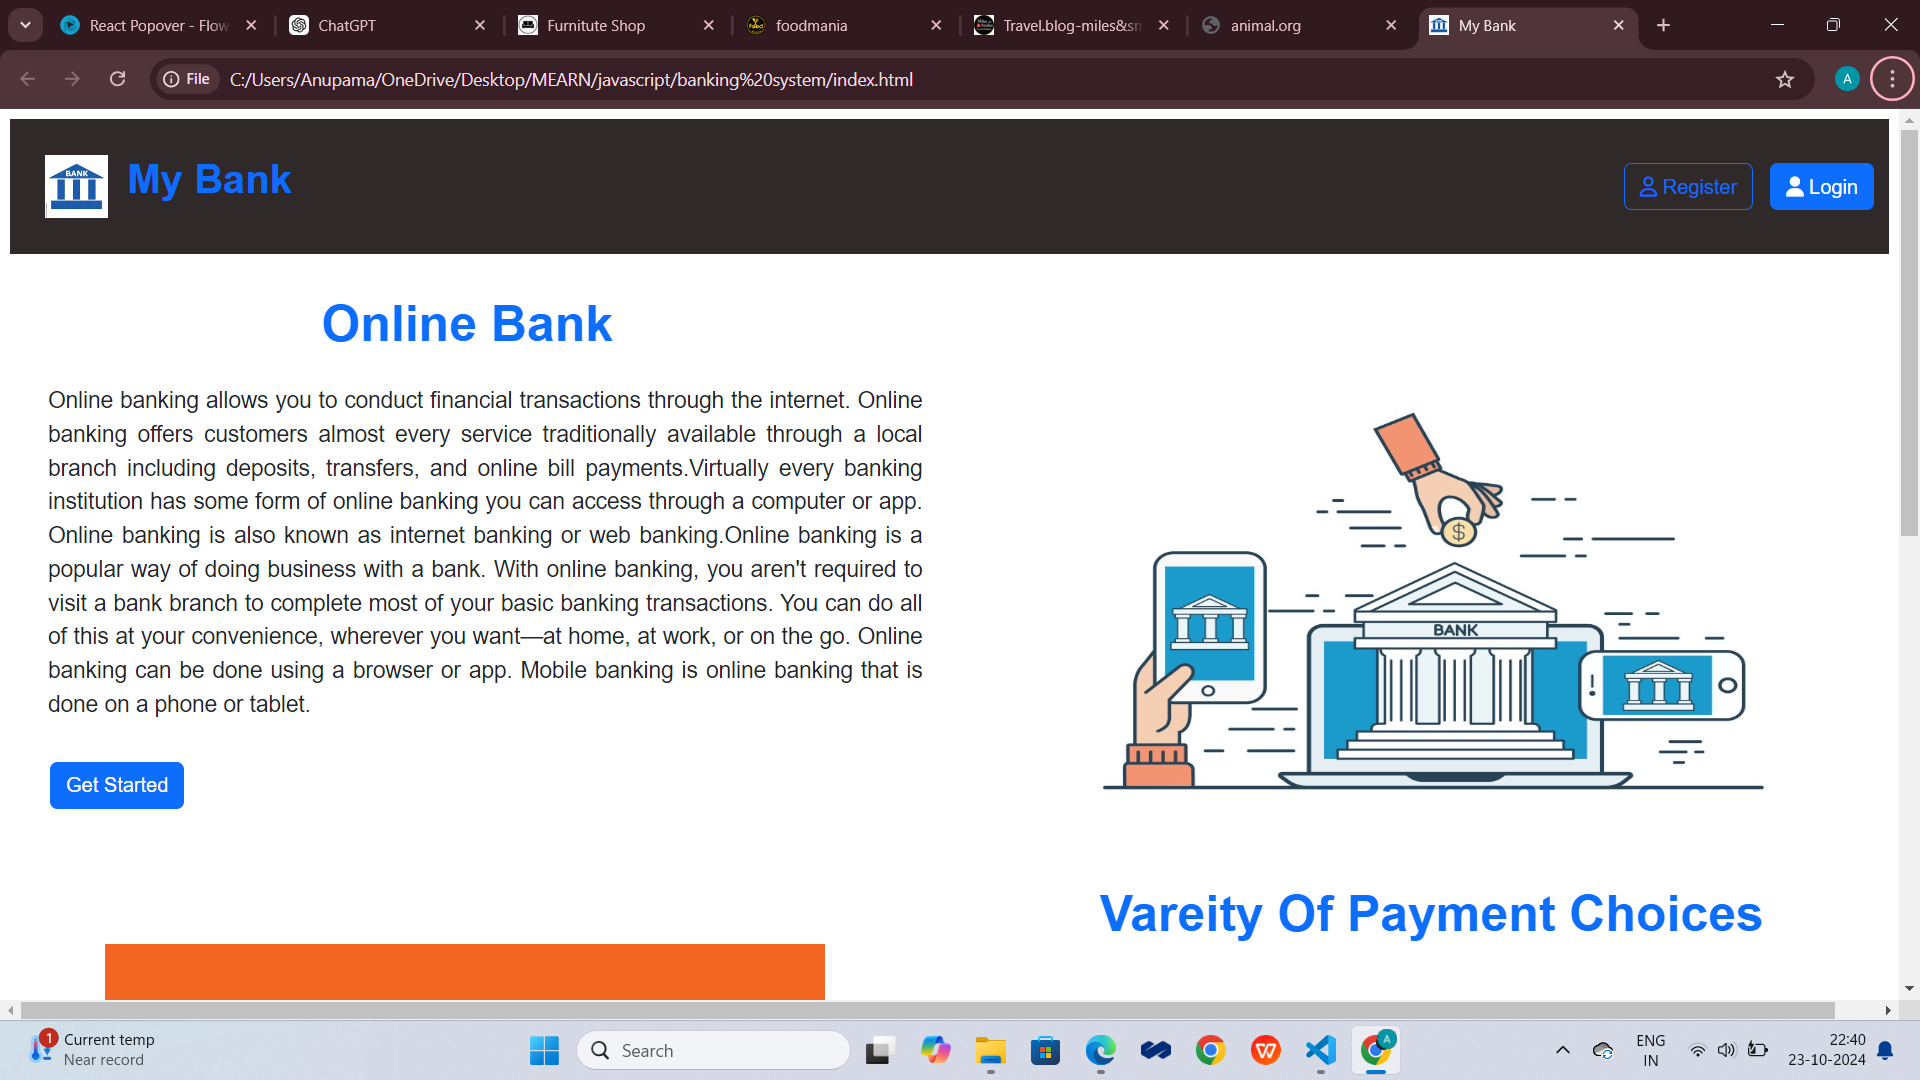 React Popover - Flow
ChatGPT
Furnitute Shop
foodmania
Travel.blog-miles&sm
animal.org
My Bank
File
C:/Users/Anupama/OneDrive/Desktop/MEARN/javascript/banking%20system/index.html
A
BANK
My Bank
Register
Login
Online Bank
Online banking allows you to conduct financial transactions through the internet. Online
banking offers customers almost every service traditionally available through a local
branch including deposits, transfers, and online bill payments.Virtually every banking
institution has some form of online banking you can access through a computer or app.
Online banking is also known as internet banking or web banking.Online banking is a
popular way of doing business with a bank. With online banking, you aren't required to
visit a bank branch to complete most of your basic banking transactions. You can do all
of this at your convenience, wherever you want—at home, at work, or on the go. Online
banking can be done using a browser or app. Mobile banking is online banking that is
done on a phone or tablet.
Get Started
$
BANK
Vareity Of Payment Choices
1
Current temp
Near record
Search
A
ENG
IN
22:40
23-10-2024